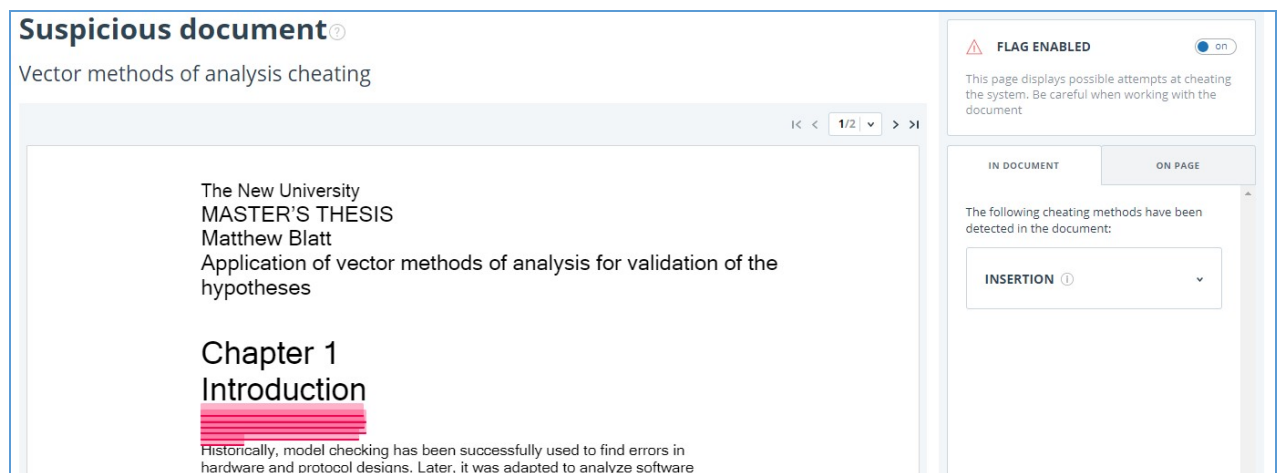 Suspicious document
Vector methods of analysis cheating
1/2
The New University
MASTER'S THESIS
Matthew Blatt
Application of vector methods of analysis for validation of the
hypotheses
Chapter 1
Introduction
Historically, model checking has been successfully used to find errors in
hardware and protocol designs. Later, it was adapted to analyze software
FLAG ENABLED
on
This page displays possible attempts at cheating
the system. Be careful when working with the
document
IN DOCUMENT
ON PAGE
The following cheating methods have been
detected in the document:
INSERTION